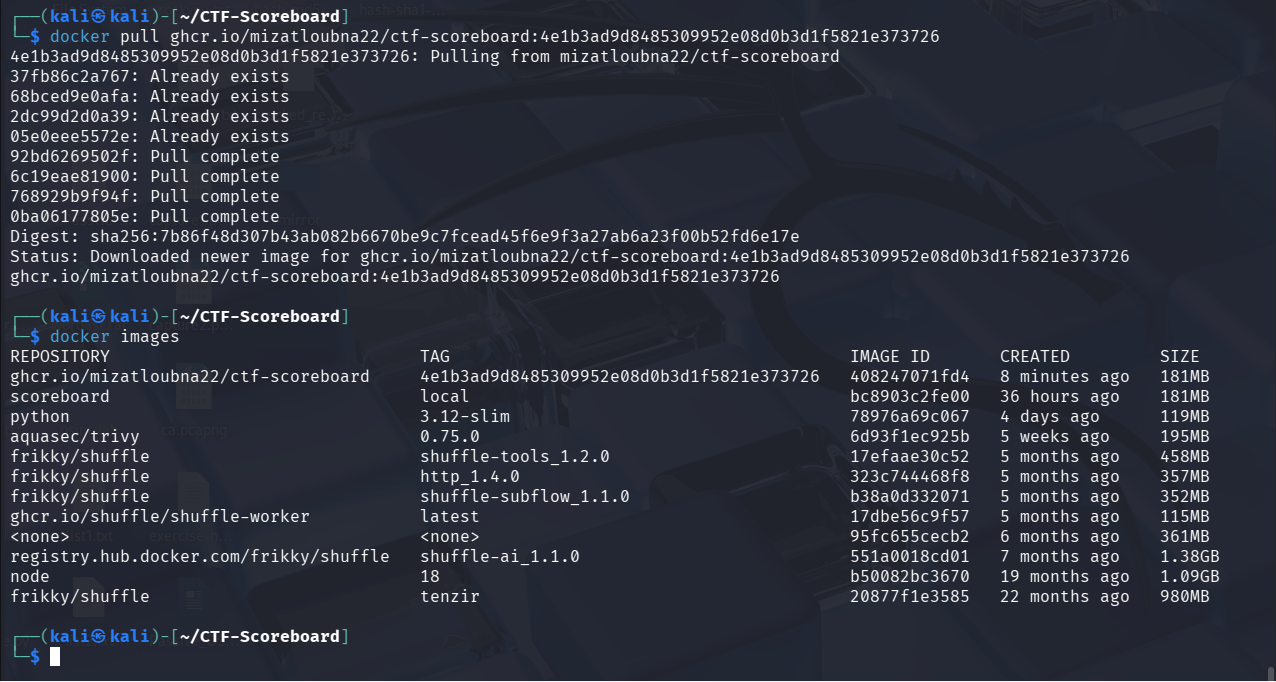 ┌──(kali㉿kali)-[~/CTF-Scoreboard]
└─$ docker pull ghcr.io/mizatloubna22/ctf-scoreboard:4e1b3ad9d8485309952e08d0b3d1f5821e373726
4e1b3ad9d8485309952e08d0b3d1f5821e373726: Pulling from mizatloubna22/ctf-scoreboard
37fb86c2a767: Already exists
68bced9e0afa: Already exists
2dc99d2d0a39: Already exists
05e0eee5572e: Already exists
92bd6269502f: Pull complete
6c19eae81900: Pull complete
768929b9f94f: Pull complete
0ba06177805e: Pull complete
Digest: sha256:7b86f48d307b43ab082b6670be9c7fcead45f6e9f3a27ab6a23f00b52fd6e17e
Status: Downloaded newer image for ghcr.io/mizatloubna22/ctf-scoreboard:4e1b3ad9d8485309952e08d0b3d1f5821e373726
ghcr.io/mizatloubna22/ctf-scoreboard:4e1b3ad9d8485309952e08d0b3d1f5821e373726
┌──(kali㉿kali)-[~/CTF-Scoreboard]
└─$ docker images
REPOSITORY TAG IMAGE ID CREATED SIZE
ghcr.io/mizatloubna22/ctf-scoreboard 4e1b3ad9d8485309952e08d0b3d1f5821e373726 408247071fd4 8 minutes ago 181MB
scoreboard local bc8903c2fe00 36 hours ago 181MB
python 3.12-slim 78976a69c067 4 days ago 119MB
aquasec/trivy 0.75.0 6d93f1ec925b 5 weeks ago 195MB
frikky/shuffle shuffle-tools_1.2.0 17efaae30c52 5 months ago 458MB
frikky/shuffle http_1.4.0 323c744468f8 5 months ago 357MB
frikky/shuffle shuffle-subflow_1.1.0 b38a0d332071 5 months ago 352MB
ghcr.io/shuffle/shuffle-worker latest 17dbe56c9f57 5 months ago 115MB
<none> <none> 95fc655cecb2 6 months ago 361MB
registry.hub.docker.com/frikky/shuffle shuffle-ai_1.1.0 551a0018cd01 7 months ago 1.38GB
node 18 b50082bc3670 19 months ago 1.09GB
frikky/shuffle tenzir 20877f1e3585 22 months ago 980MB
┌──(kali㉿kali)-[~/CTF-Scoreboard]
└─$